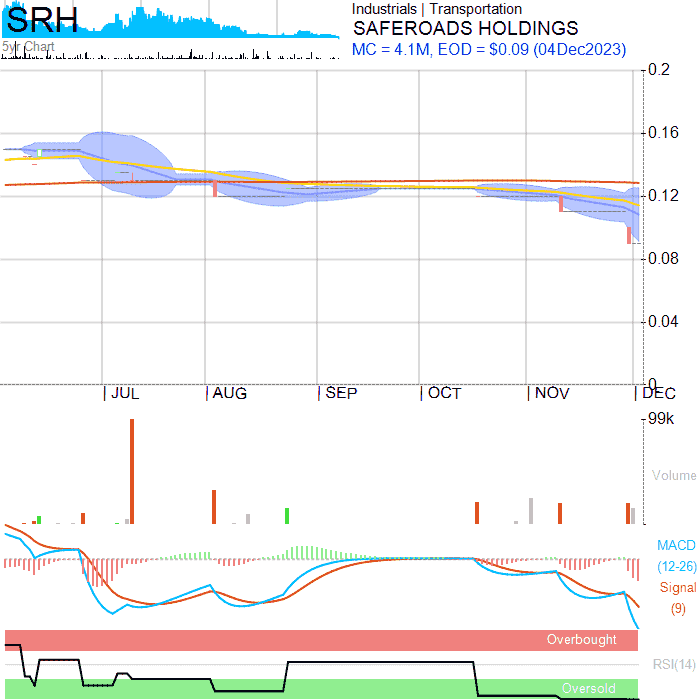 SRH
5yr Chart
Industrials | Transportation
SAFEROADS HOLDINGS
MC = 4.1M, EOD = $0.09 (04Dec2023)
0.2
0.16
0.12
0.08
0.04
0
JUL AUG SEP OCT NOV DEC
99k
Volume
MACD
(12-26)
Signal
(9)
Overbought
RSI(14)
Oversold